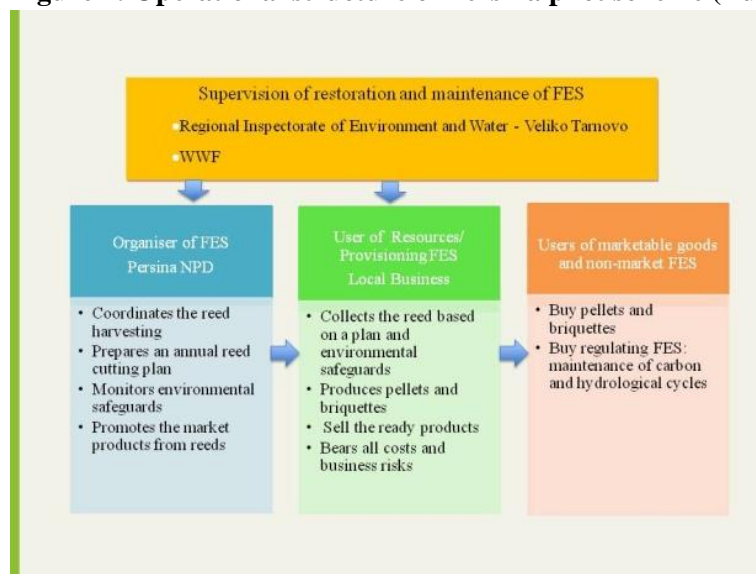 Supervision of restoration and maintenance of FES
Regional Inspectorate of Environment and Water - Veliko Tarnovo
WWF
Organiser of FES
Persina NPD
• Coordinates the reed
harvesting
• Prepares an annual reed
cutting plan
• Monitors environmental
safeguards
• Promotes the market
products from reeds
User of Resources/
ProvisioningFES
Local Business
• Collects the reed based
on a plan and
environmental
safeguards
• Produces pellets and
briquettes
• Sell the ready products
• Bears all costs and
business risks
Users of marketable goods
and non-market FES
• Buy pellets and
briquettes
• Buy regulating FES:
maintenance of carbon
and hydrological cycles